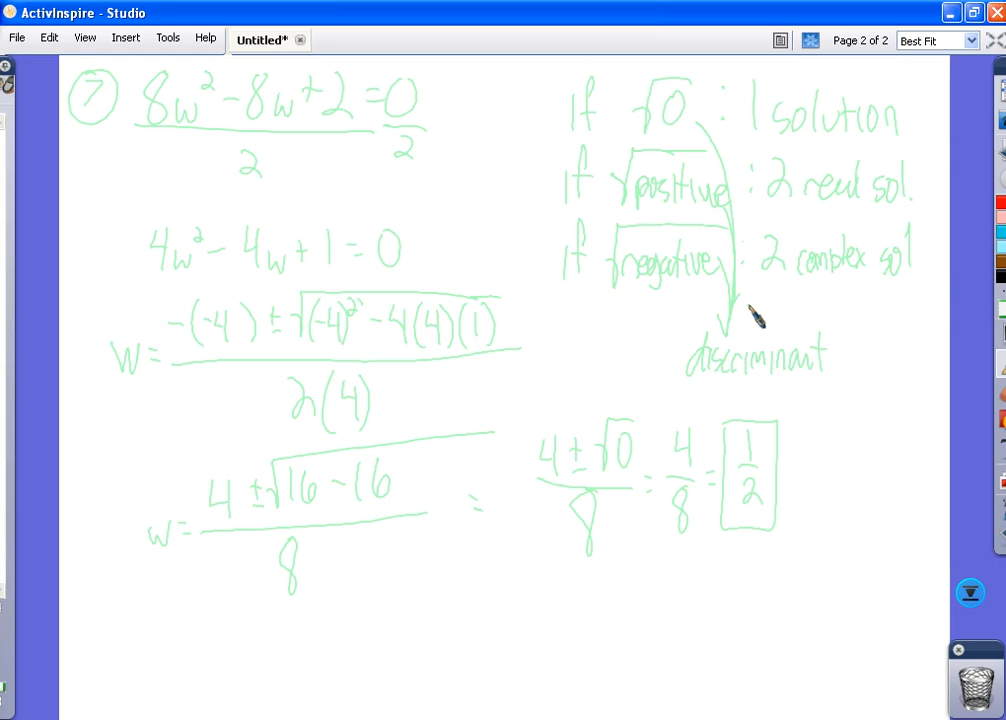 ActivInspire - Studio
File Edit View Insert Tools Help Untitled* Page 2 of 2 Best Fit
⑦ (8w² - 8w + 2)/2 = 0/2
4w² - 4w + 1 = 0
w = (-(-4) ± √((-4)² - 4(4)(1)))/(2(4))
w = (4 ± √(16 - 16))/8 = (4 ± √0)/8 = 4/8 = 1/2
If √0 : 1 solution
If √positive : 2 real sol.
If √negative : 2 complex sol
discriminant